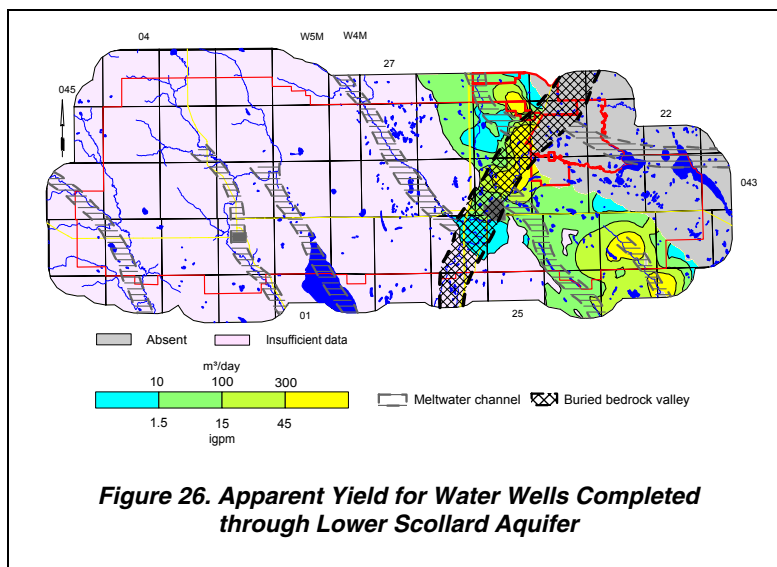 04
W5M
W4M
27
045
22
043
01
25
Absent
Insufficient data
m³/day
10
100
300
Meltwater channel
Buried bedrock valley
1.5
15
45
igpm
Figure 26. Apparent Yield for Water Wells Completed
through Lower Scollard Aquifer